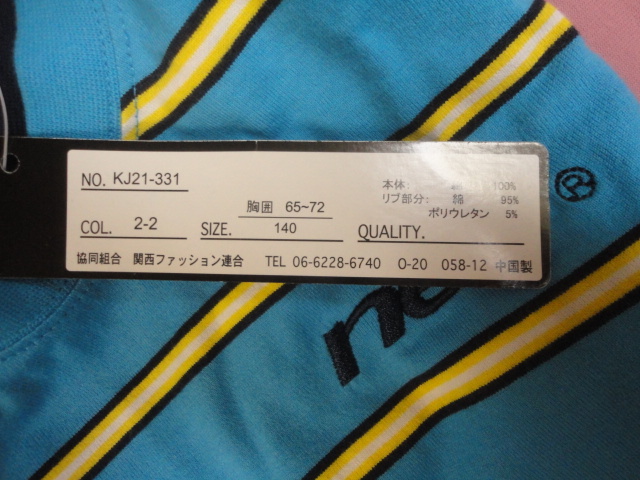 NO. KJ21-331
胸囲 65~72
COL. 2-2 SIZE. 140 QUALITY.
本体: 綿 100%
リブ部分: 綿 95%
ポリウレタン 5%
協同組合 関西ファッション連合 TEL 06-6228-6740 O-20 058-12 中国製
®